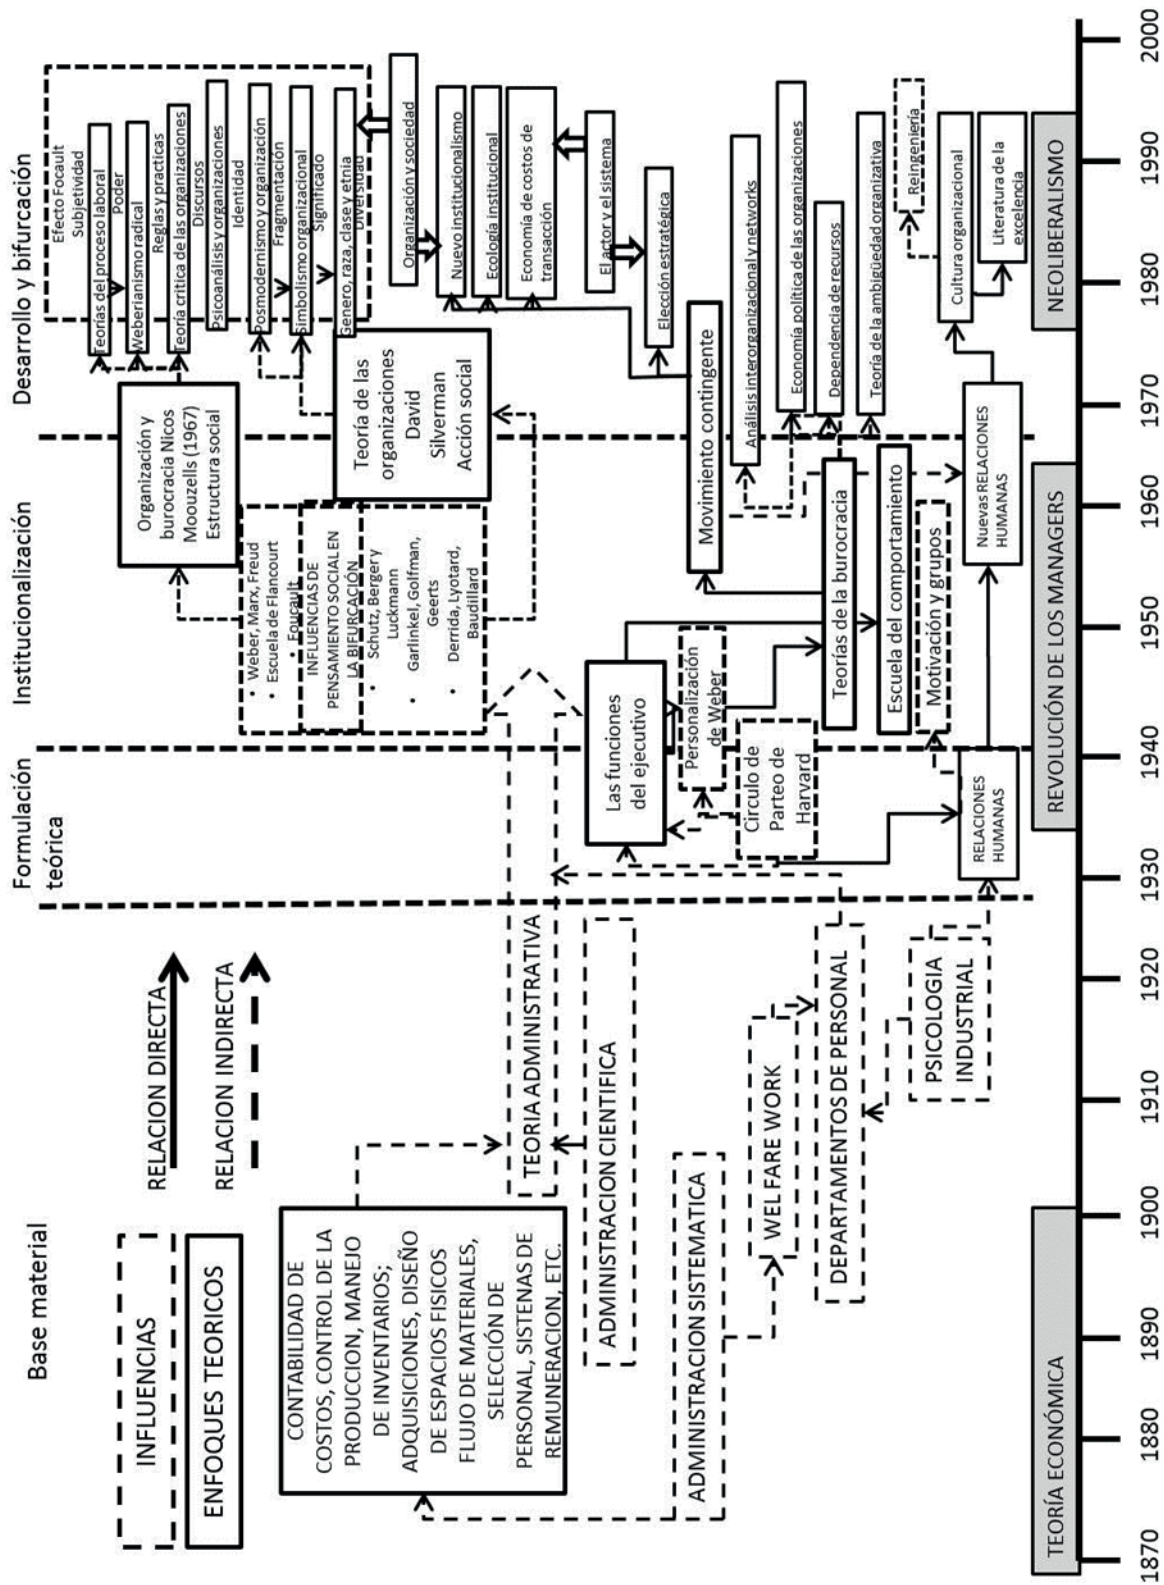 Base material
Formulación
teórica
Institucionalización
Desarrollo y bifurcación
INFLUENCIAS
ENFOQUES TEORICOS
RELACION DIRECTA
RELACION INDIRECTA
CONTABILIDAD DE
COSTOS, CONTROL DE LA
PRODUCCION, MANEJO
DE INVENTARIOS;
ADQUISICIONES, DISEÑO
DE ESPACIOS FISICOS
FLUJO DE MATERIALES,
SELECCIÓN DE
PERSONAL, SISTENAS DE
REMUNERACION, ETC.
TEORIA ADMINISTRATIVA
ADMINISTRACION CIENTIFICA
ADMINISTRACION SISTEMATICA
WELFARE WORK
DEPARTAMENTOS DE PERSONAL
PSICOLOGIA
INDUSTRIAL
Organización y
burocracia Nicos
Moouzells (1967)
Estructura social
• Weber, Marx, Freud
• Escuela de Flancourt
• Foucault
INFLUENCIAS DE
PENSAMIENTO SOCIAL EN
LA BIFURCACIÓN
• Schutz, Berger y
Luckmann
• Garlinkel, Golfman,
Geerts
• Derrida, Lyotard,
Baudillard
Teoría de las
organizaciones
David
Silverman
Acción social
Las funciones
del ejecutivo
Personalización
de Weber
Circulo de
Parteo de
Harvard
RELACIONES
HUMANAS
Movimiento contingente
Teorías de la burocracia
Escuela del comportamiento
Motivación y grupos
Nuevas RELACIONES
HUMANAS
Efecto Focault
Subjetividad
Teorías del proceso laboral
Poder
Weberianismo radical
Reglas y practicas
Teoría critica de las organizaciones
Discursos
Psicoanálisis y organizaciones
Identidad
Posmodernismo y organización
Fragmentación
Simbolismo organizacional
Significado
Genero, raza, clase y etnia
Diversidad
Organización y sociedad
Nuevo institucionalismo
Ecología institucional
Economía de costos de
transacción
El actor y el sistema
Elección estratégica
Análisis interorganizacional y networks
Economía política de las organizaciones
Dependencia de recursos
Teoría de la ambigüedad organizativa
Reingeniería
Cultura organizacional
Literatura de la
excelencia
TEORÍA ECONÓMICA
REVOLUCIÓN DE LOS MANAGERS
NEOLIBERALISMO
1870
1880
1890
1900
1910
1920
1930
1940
1950
1960
1970
1980
1990
2000